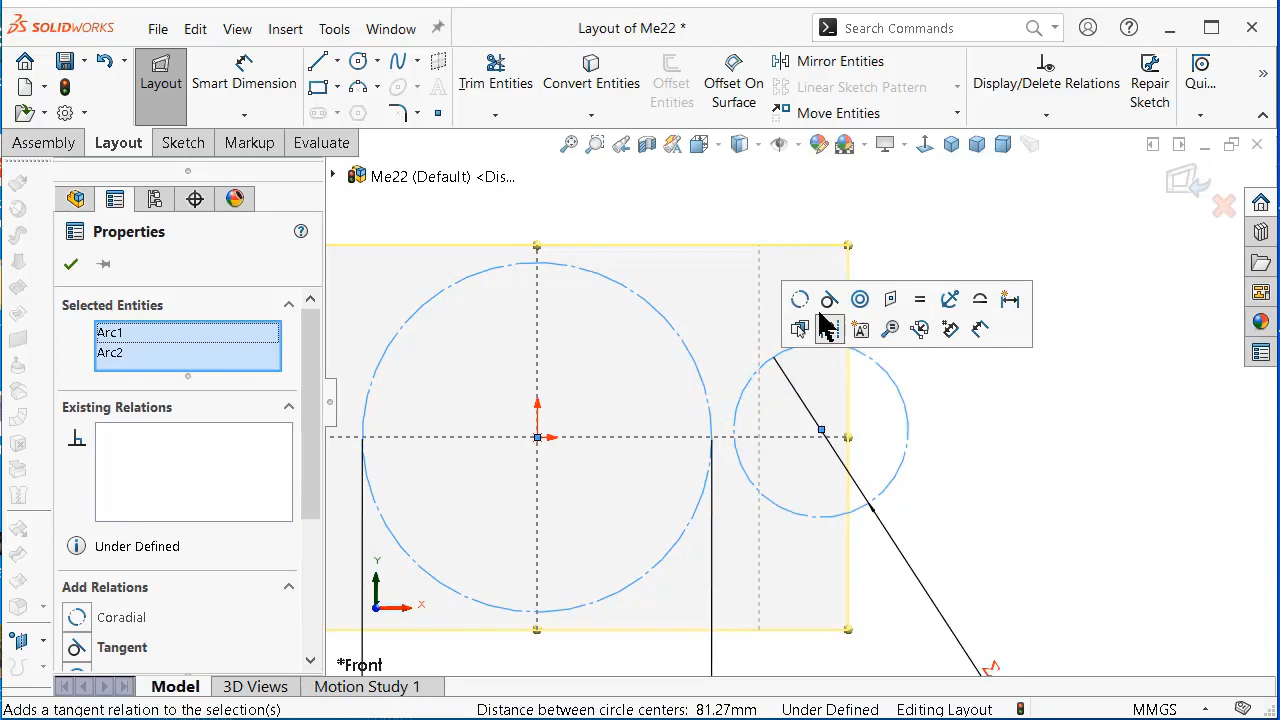 SOLIDWORKS
File
Edit
View
Insert
Tools
Window
Layout of Me22 *
Search Commands
Layout
Smart Dimension
Trim Entities
Convert Entities
Offset Entities
Offset On Surface
Mirror Entities
Linear Sketch Pattern
Move Entities
Display/Delete Relations
Repair Sketch
Qui...
Assembly
Layout
Sketch
Markup
Evaluate
Me22 (Default) <Dis...
Properties
Selected Entities
Arc1
Arc2
Existing Relations
Under Defined
Add Relations
Coradial
Tangent
Y
X
*Front
Model
3D Views
Motion Study 1
Adds a tangent relation to the selection(s)
Distance between circle centers: 81.27mm
Under Defined
Editing Layout
MMGS